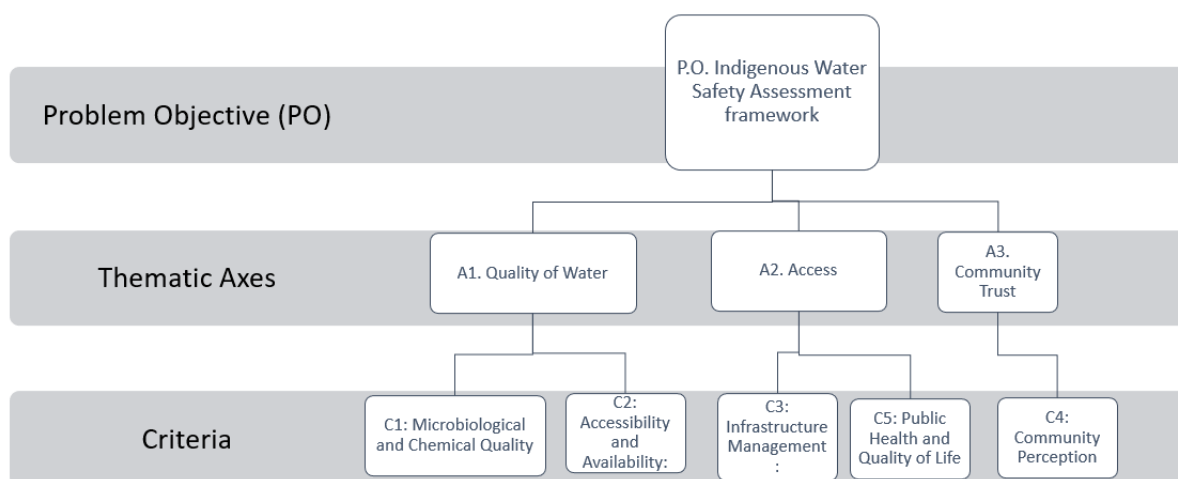 P.O. Indigenous Water
Safety Assessment
framework
Problem Objective (PO)
Thematic Axes
A1. Quality of Water
A2. Access
A3.
Community
Trust
Criteria
C1: Microbiological
and Chemical Quality
C2:
Accessibility
and
Availability:
C3:
Infrastructure
Management
:
C5: Public
Health and
Quality of Life
C4:
Community
Perception